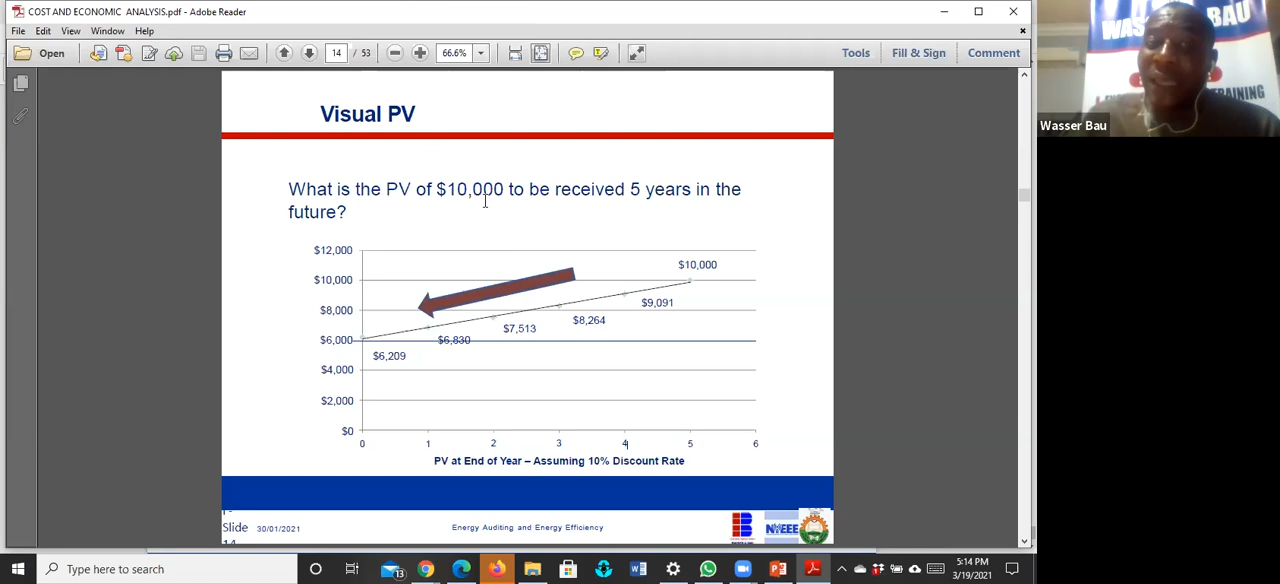 COST AND ECONOMIC ANALYSIS.pdf - Adobe Reader
File Edit View Window Help
Open 14 / 53 66.6% Tools Fill & Sign Comment
WASSER BAU
TRAINING
Wasser Bau
Visual PV
What is the PV of $10,000 to be received 5 years in the
future?
$12,000
$10,000
$8,000
$6,000
$4,000
$2,000
$0
$10,000
$9,091
$8,264
$7,513
$6,830
$6,209
0 1 2 3 4 5 6
PV at End of Year – Assuming 10% Discount Rate
Slide 30/01/2021 Energy Auditing and Energy Efficiency
14
Type here to search
13
5:14 PM
3/19/2021